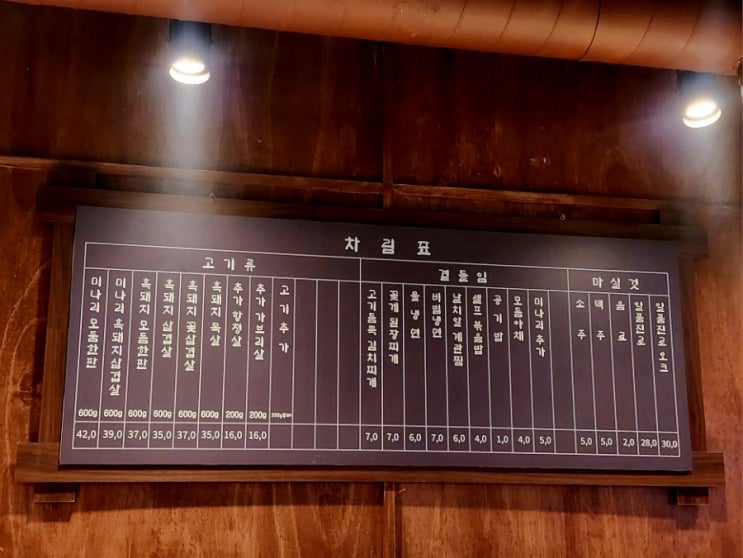 차림표
고기류
미나리 모둠한판 600g 42,0
미나리 흑돼지삼겹살 600g 39,0
흑돼지 모둠한판 600g 37,0
흑돼지 삼겹살 600g 35,0
흑돼지 꽃삼겹살 600g 37,0
흑돼지 목살 600g 35,0
추가 항정살 200g 16,0
추가 가브리살 200g 16,0
고기추가
곁들임
고기듬뿍 김치찌개 7,0
꽃게된장찌개 7,0
물냉면 6,0
비빔냉면 7,0
날치알 계란찜 6,0
셀프볶음밥 4,0
공기밥 1,0
모듬야채 4,0
미나리추가 5,0
마실것
소주 5,0
맥주 5,0
음료 2,0
일품진로 28,0
일품진로 오크 30,0